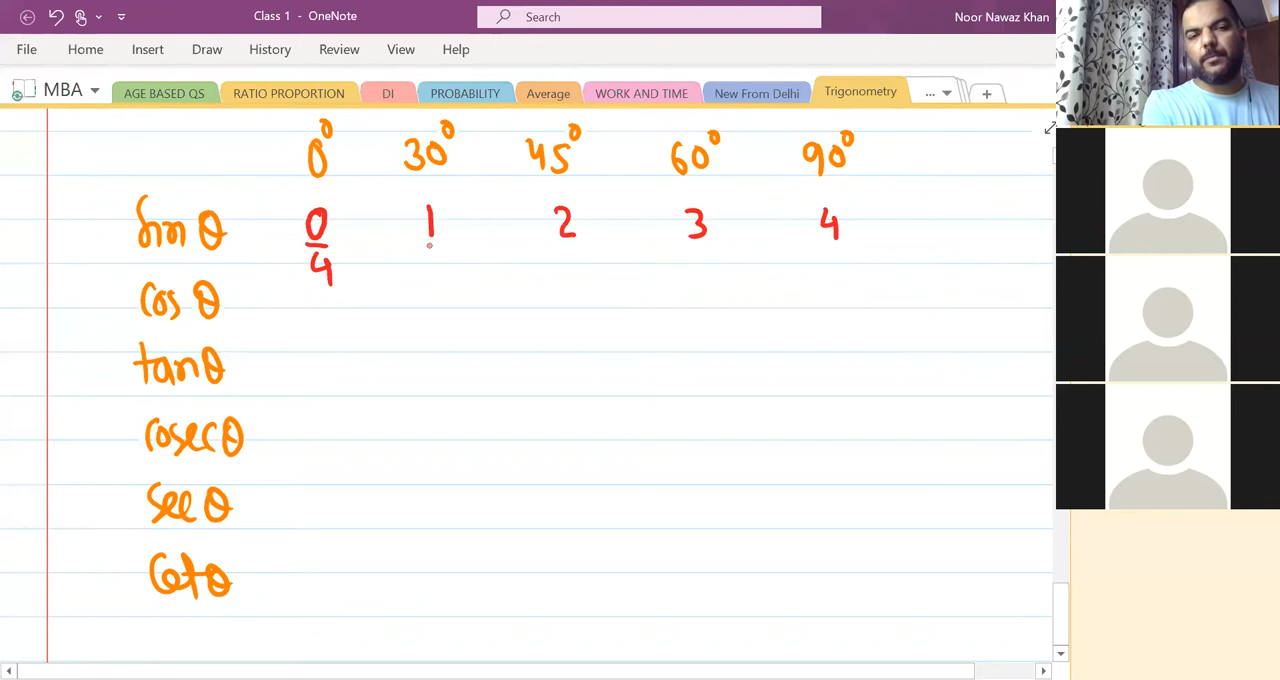 Class 1 - OneNote
Search
Noor Nawaz Khan
File Home Insert Draw History Review View Help
MBA AGE BASED QS RATIO PROPORTION DI PROBABILITY Average WORK AND TIME New From Delhi Trigonometry ... +
0° 30° 45° 60° 90°
sin θ 0/4 1 2 3 4
cos θ
tan θ
cosec θ
sec θ
cot θ